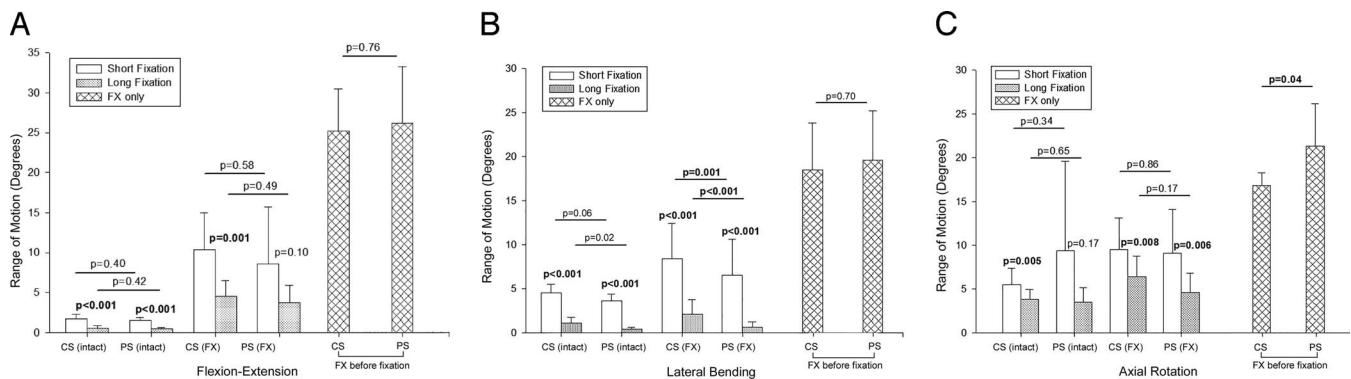 A
Range of Motion (Degrees)
35
30
25
20
15
10
5
0
Short Fixation
Long Fixation
FX only
p=0.76
p=0.58
p=0.49
p=0.001
p=0.10
p=0.40
p=0.42
p<0.001
p<0.001
CS (intact)
PS (intact)
CS (FX)
PS (FX)
CS
PS
FX before fixation
Flexion-Extension
B
Range of Motion (Degrees)
30
25
20
15
10
5
0
Short Fixation
Long Fixation
FX only
p=0.70
p=0.001
p<0.001
p<0.001
p<0.001
p=0.06
p=0.02
p<0.001
p<0.001
CS (intact)
PS (intact)
CS (FX)
PS (FX)
CS
PS
FX before fixation
Lateral Bending
C
Range of Motion (Degrees)
30
25
20
15
10
5
0
Short Fixation
Long Fixation
FX only
p=0.04
p=0.34
p=0.65
p=0.86
p=0.17
p=0.005
p=0.17
p=0.008
p=0.006
CS (intact)
PS (intact)
CS (FX)
PS (FX)
CS
PS
FX before fixation
Axial Rotation